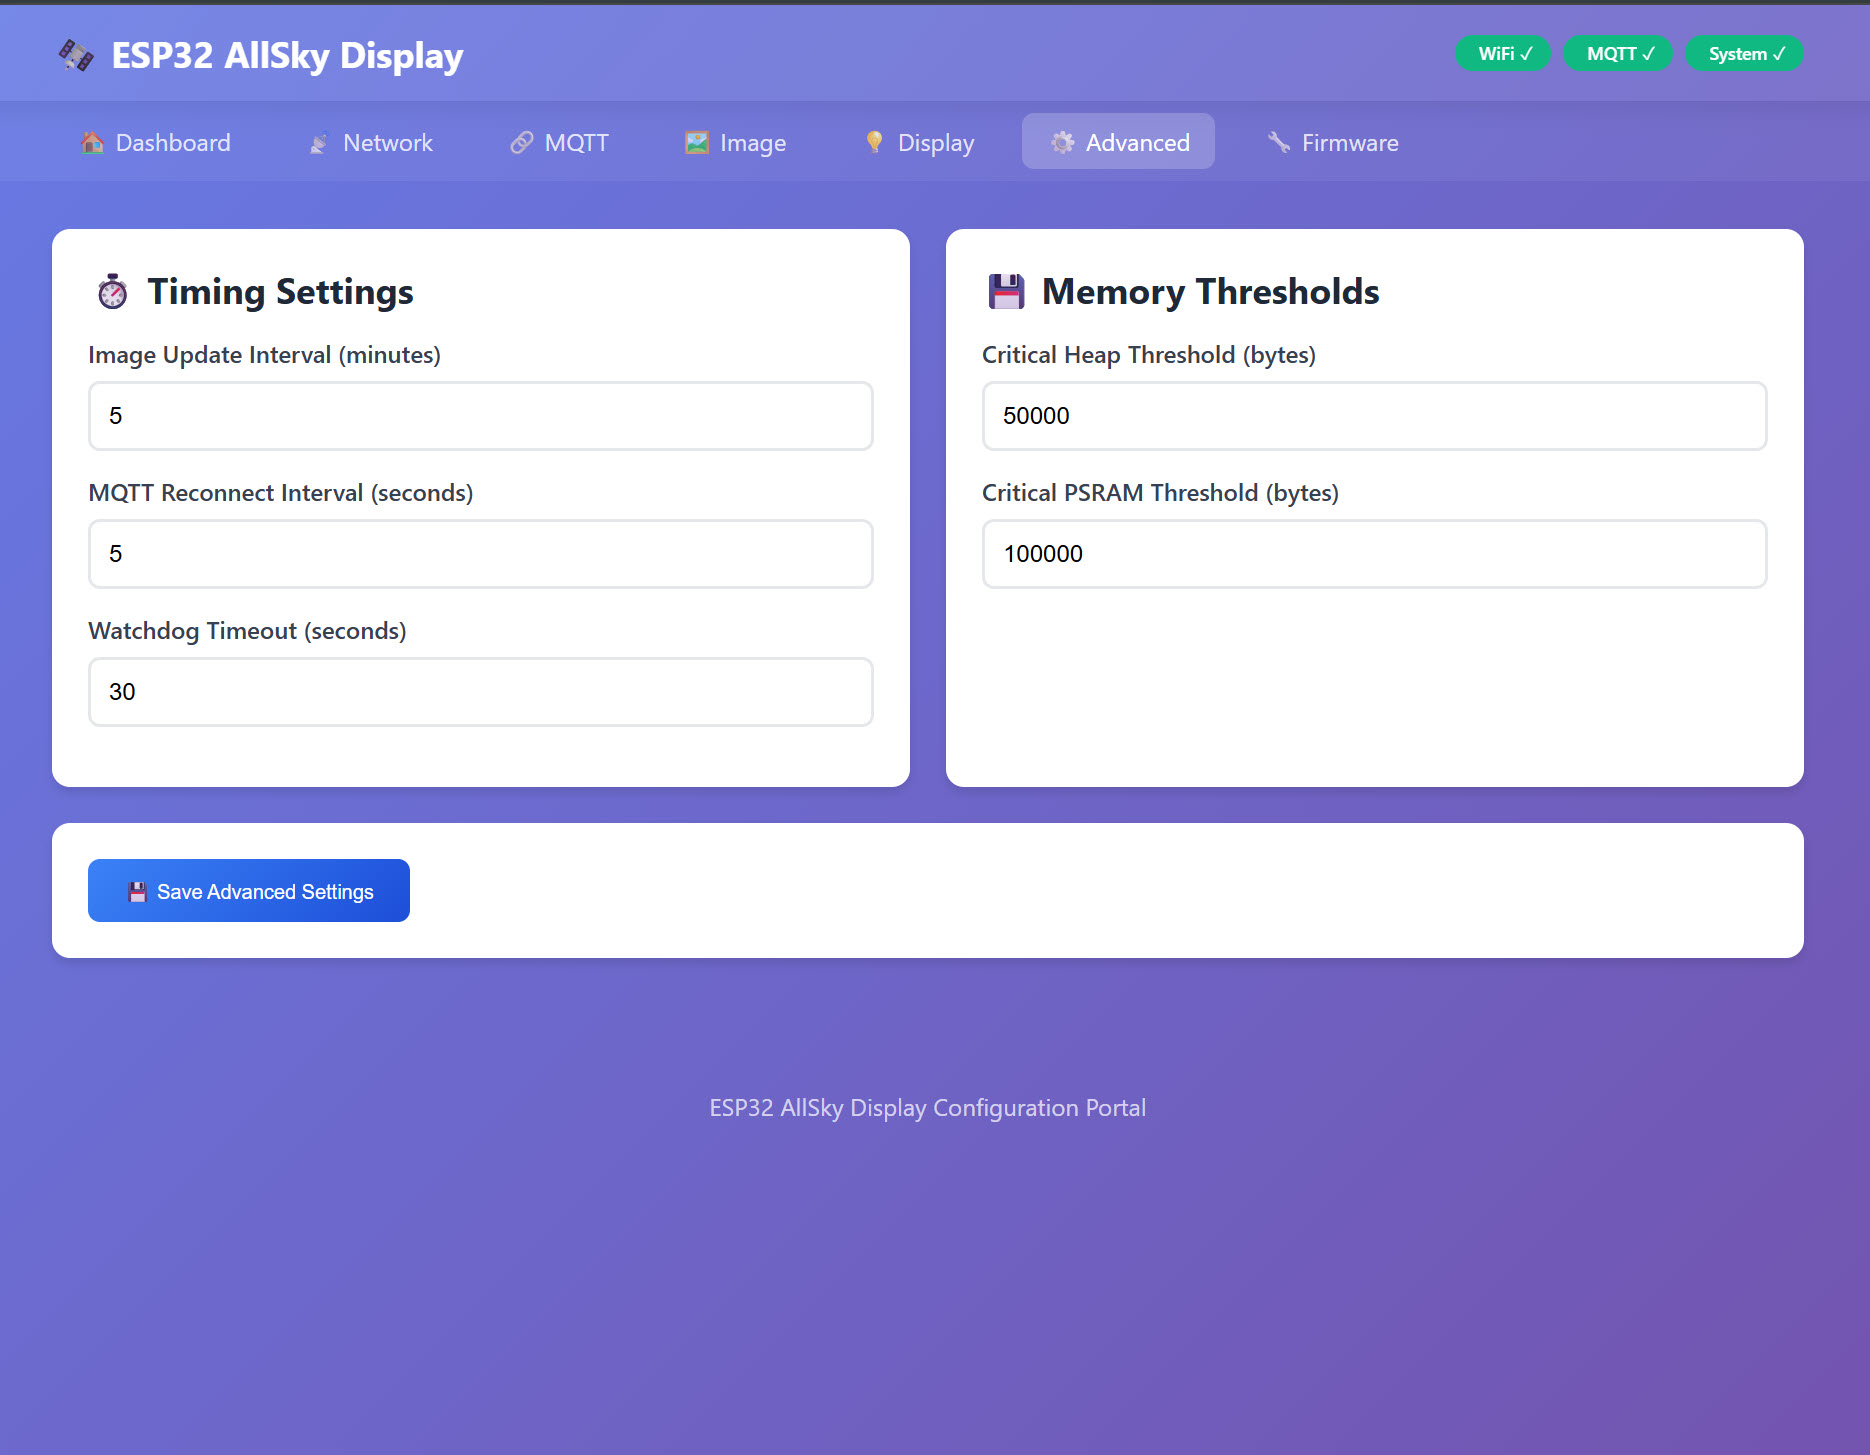 ESP32 AllSky Display
WiFi ✓ MQTT ✓ System ✓
Dashboard Network MQTT Image Display Advanced Firmware
Timing Settings
Image Update Interval (minutes)
5
MQTT Reconnect Interval (seconds)
5
Watchdog Timeout (seconds)
30
Memory Thresholds
Critical Heap Threshold (bytes)
50000
Critical PSRAM Threshold (bytes)
100000
Save Advanced Settings
ESP32 AllSky Display Configuration Portal